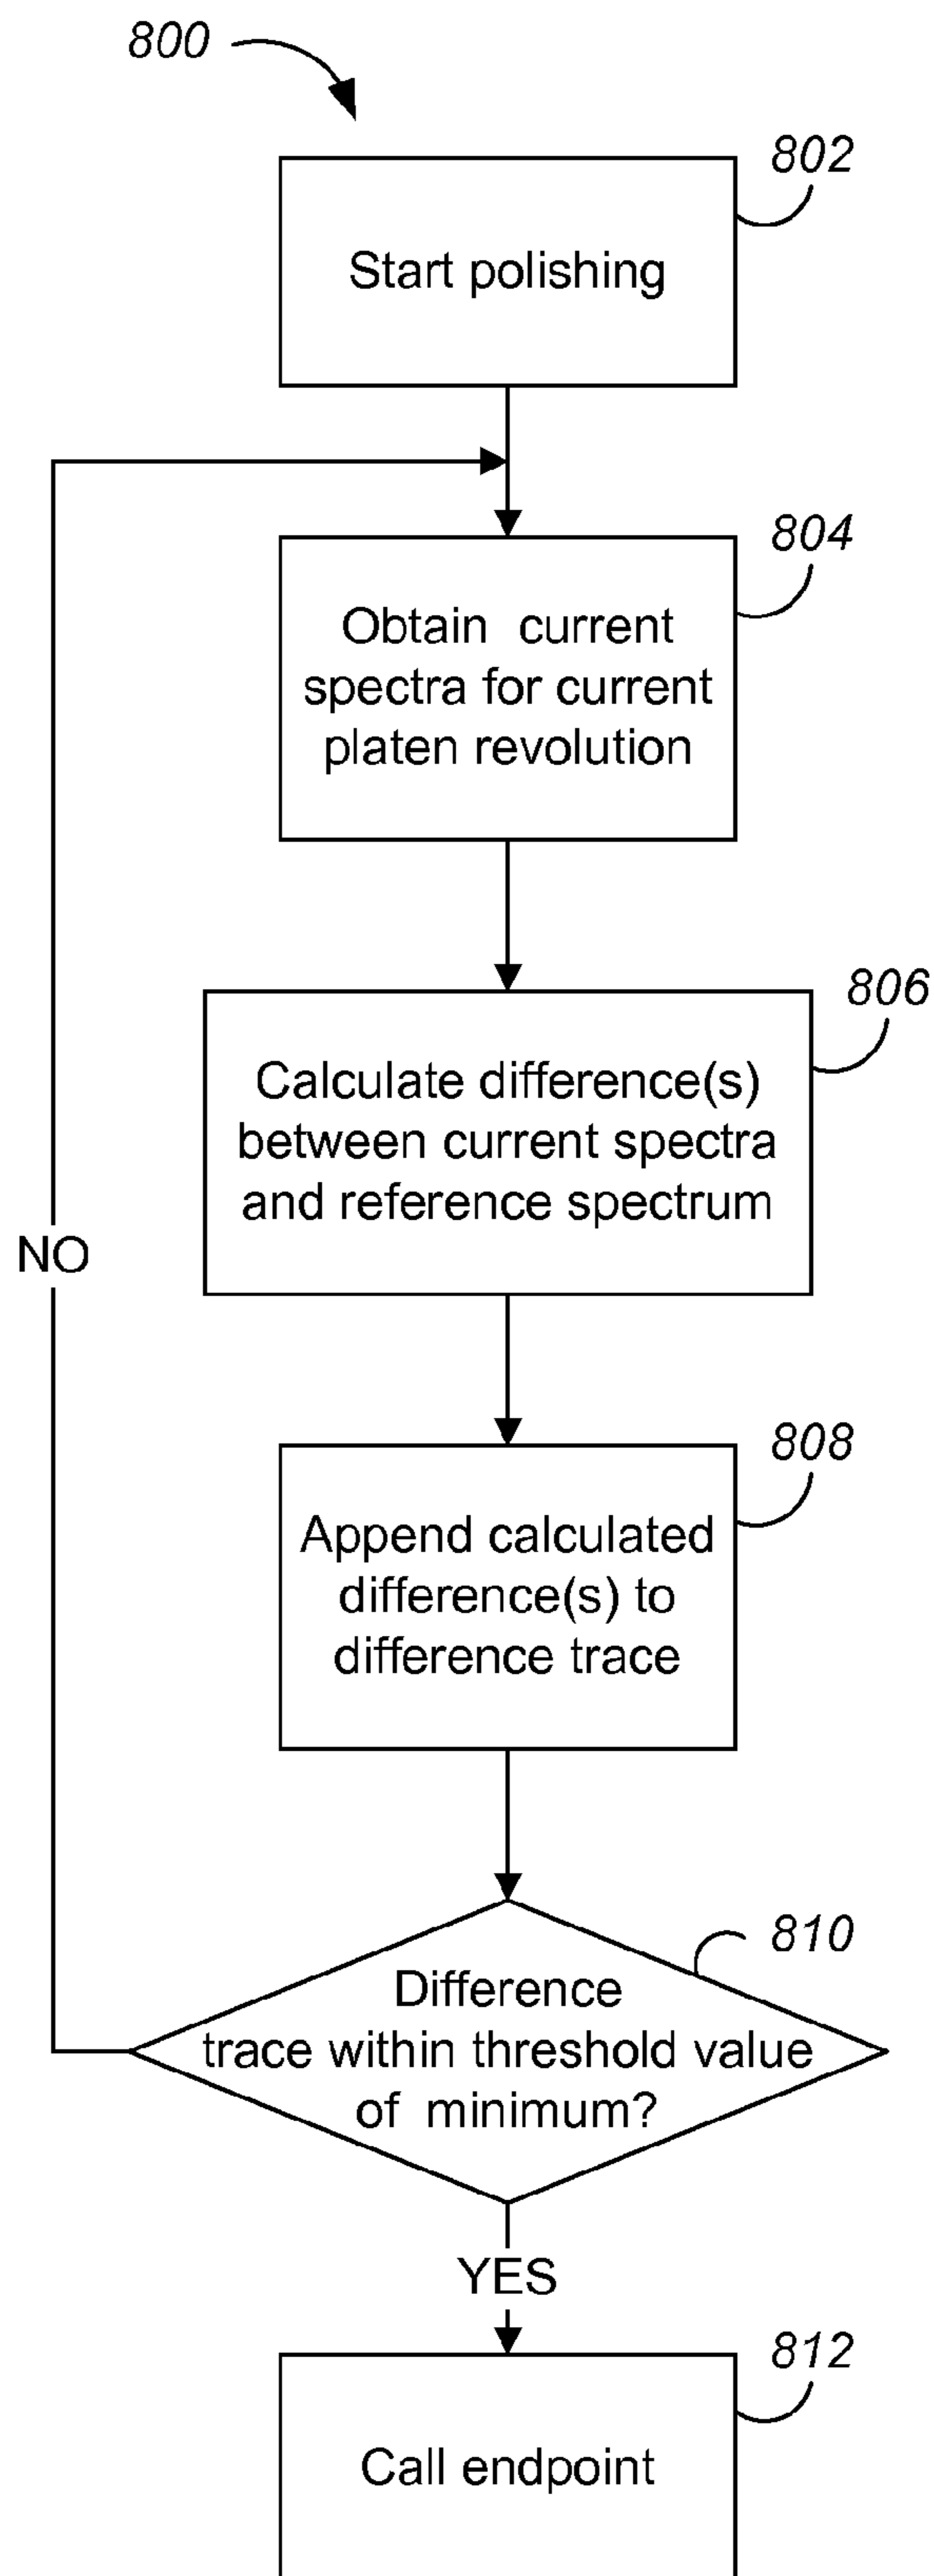 800
802
Start polishing
804
Obtain current
spectra for current
platen revolution
806
Calculate difference(s)
between current spectra
and reference spectrum
NO
808
Append calculated
difference(s) to
difference trace
810
Difference
trace within threshold value
of minimum?
YES
812
Call endpoint